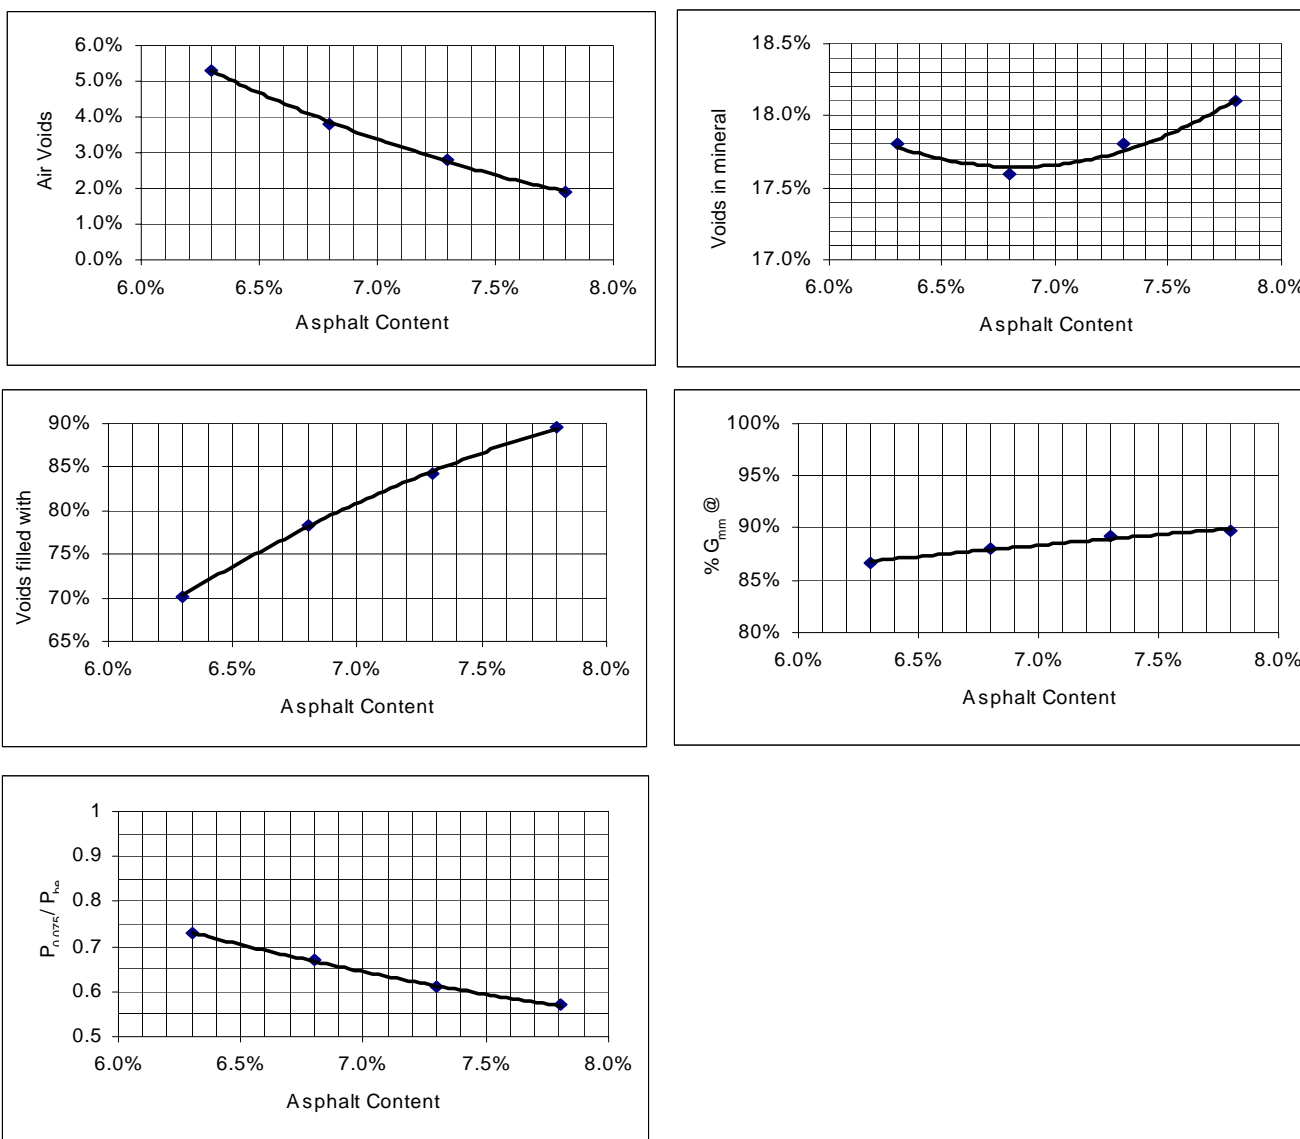 6.0%
5.0%
4.0%
3.0%
2.0%
1.0%
0.0%
Air Voids
6.0% 6.5% 7.0% 7.5% 8.0%
Asphalt Content
18.5%
18.0%
17.5%
17.0%
Voids in mineral
6.0% 6.5% 7.0% 7.5% 8.0%
Asphalt Content
90%
85%
80%
75%
70%
65%
Voids filled with
6.0% 6.5% 7.0% 7.5% 8.0%
Asphalt Content
100%
95%
90%
85%
80%
% Gmm @
6.0% 6.5% 7.0% 7.5% 8.0%
Asphalt Content
1
0.9
0.8
0.7
0.6
0.5
P0.075/ Pbe
6.0% 6.5% 7.0% 7.5% 8.0%
Asphalt Content